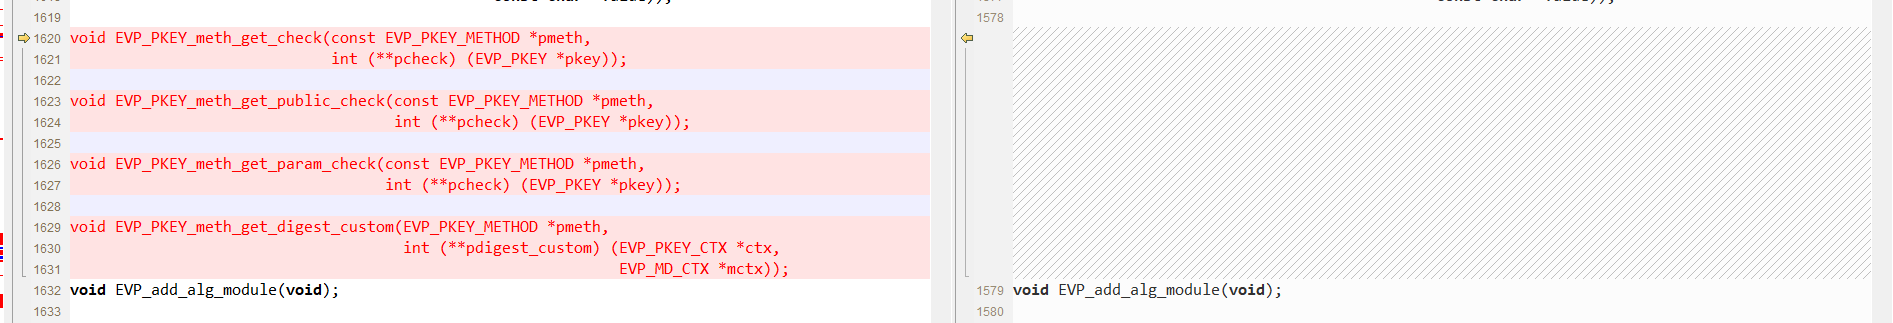 1619
1578
1620 void EVP_PKEY_meth_get_check(const EVP_PKEY_METHOD *pmeth,
1621 int (**pcheck) (EVP_PKEY *pkey));
1622
1623 void EVP_PKEY_meth_get_public_check(const EVP_PKEY_METHOD *pmeth,
1624 int (**pcheck) (EVP_PKEY *pkey));
1625
1626 void EVP_PKEY_meth_get_param_check(const EVP_PKEY_METHOD *pmeth,
1627 int (**pcheck) (EVP_PKEY *pkey));
1628
1629 void EVP_PKEY_meth_get_digest_custom(EVP_PKEY_METHOD *pmeth,
1630 int (**pdigest_custom) (EVP_PKEY_CTX *ctx,
1631 EVP_MD_CTX *mctx));
1632 void EVP_add_alg_module(void);
1633
1579 void EVP_add_alg_module(void);
1580